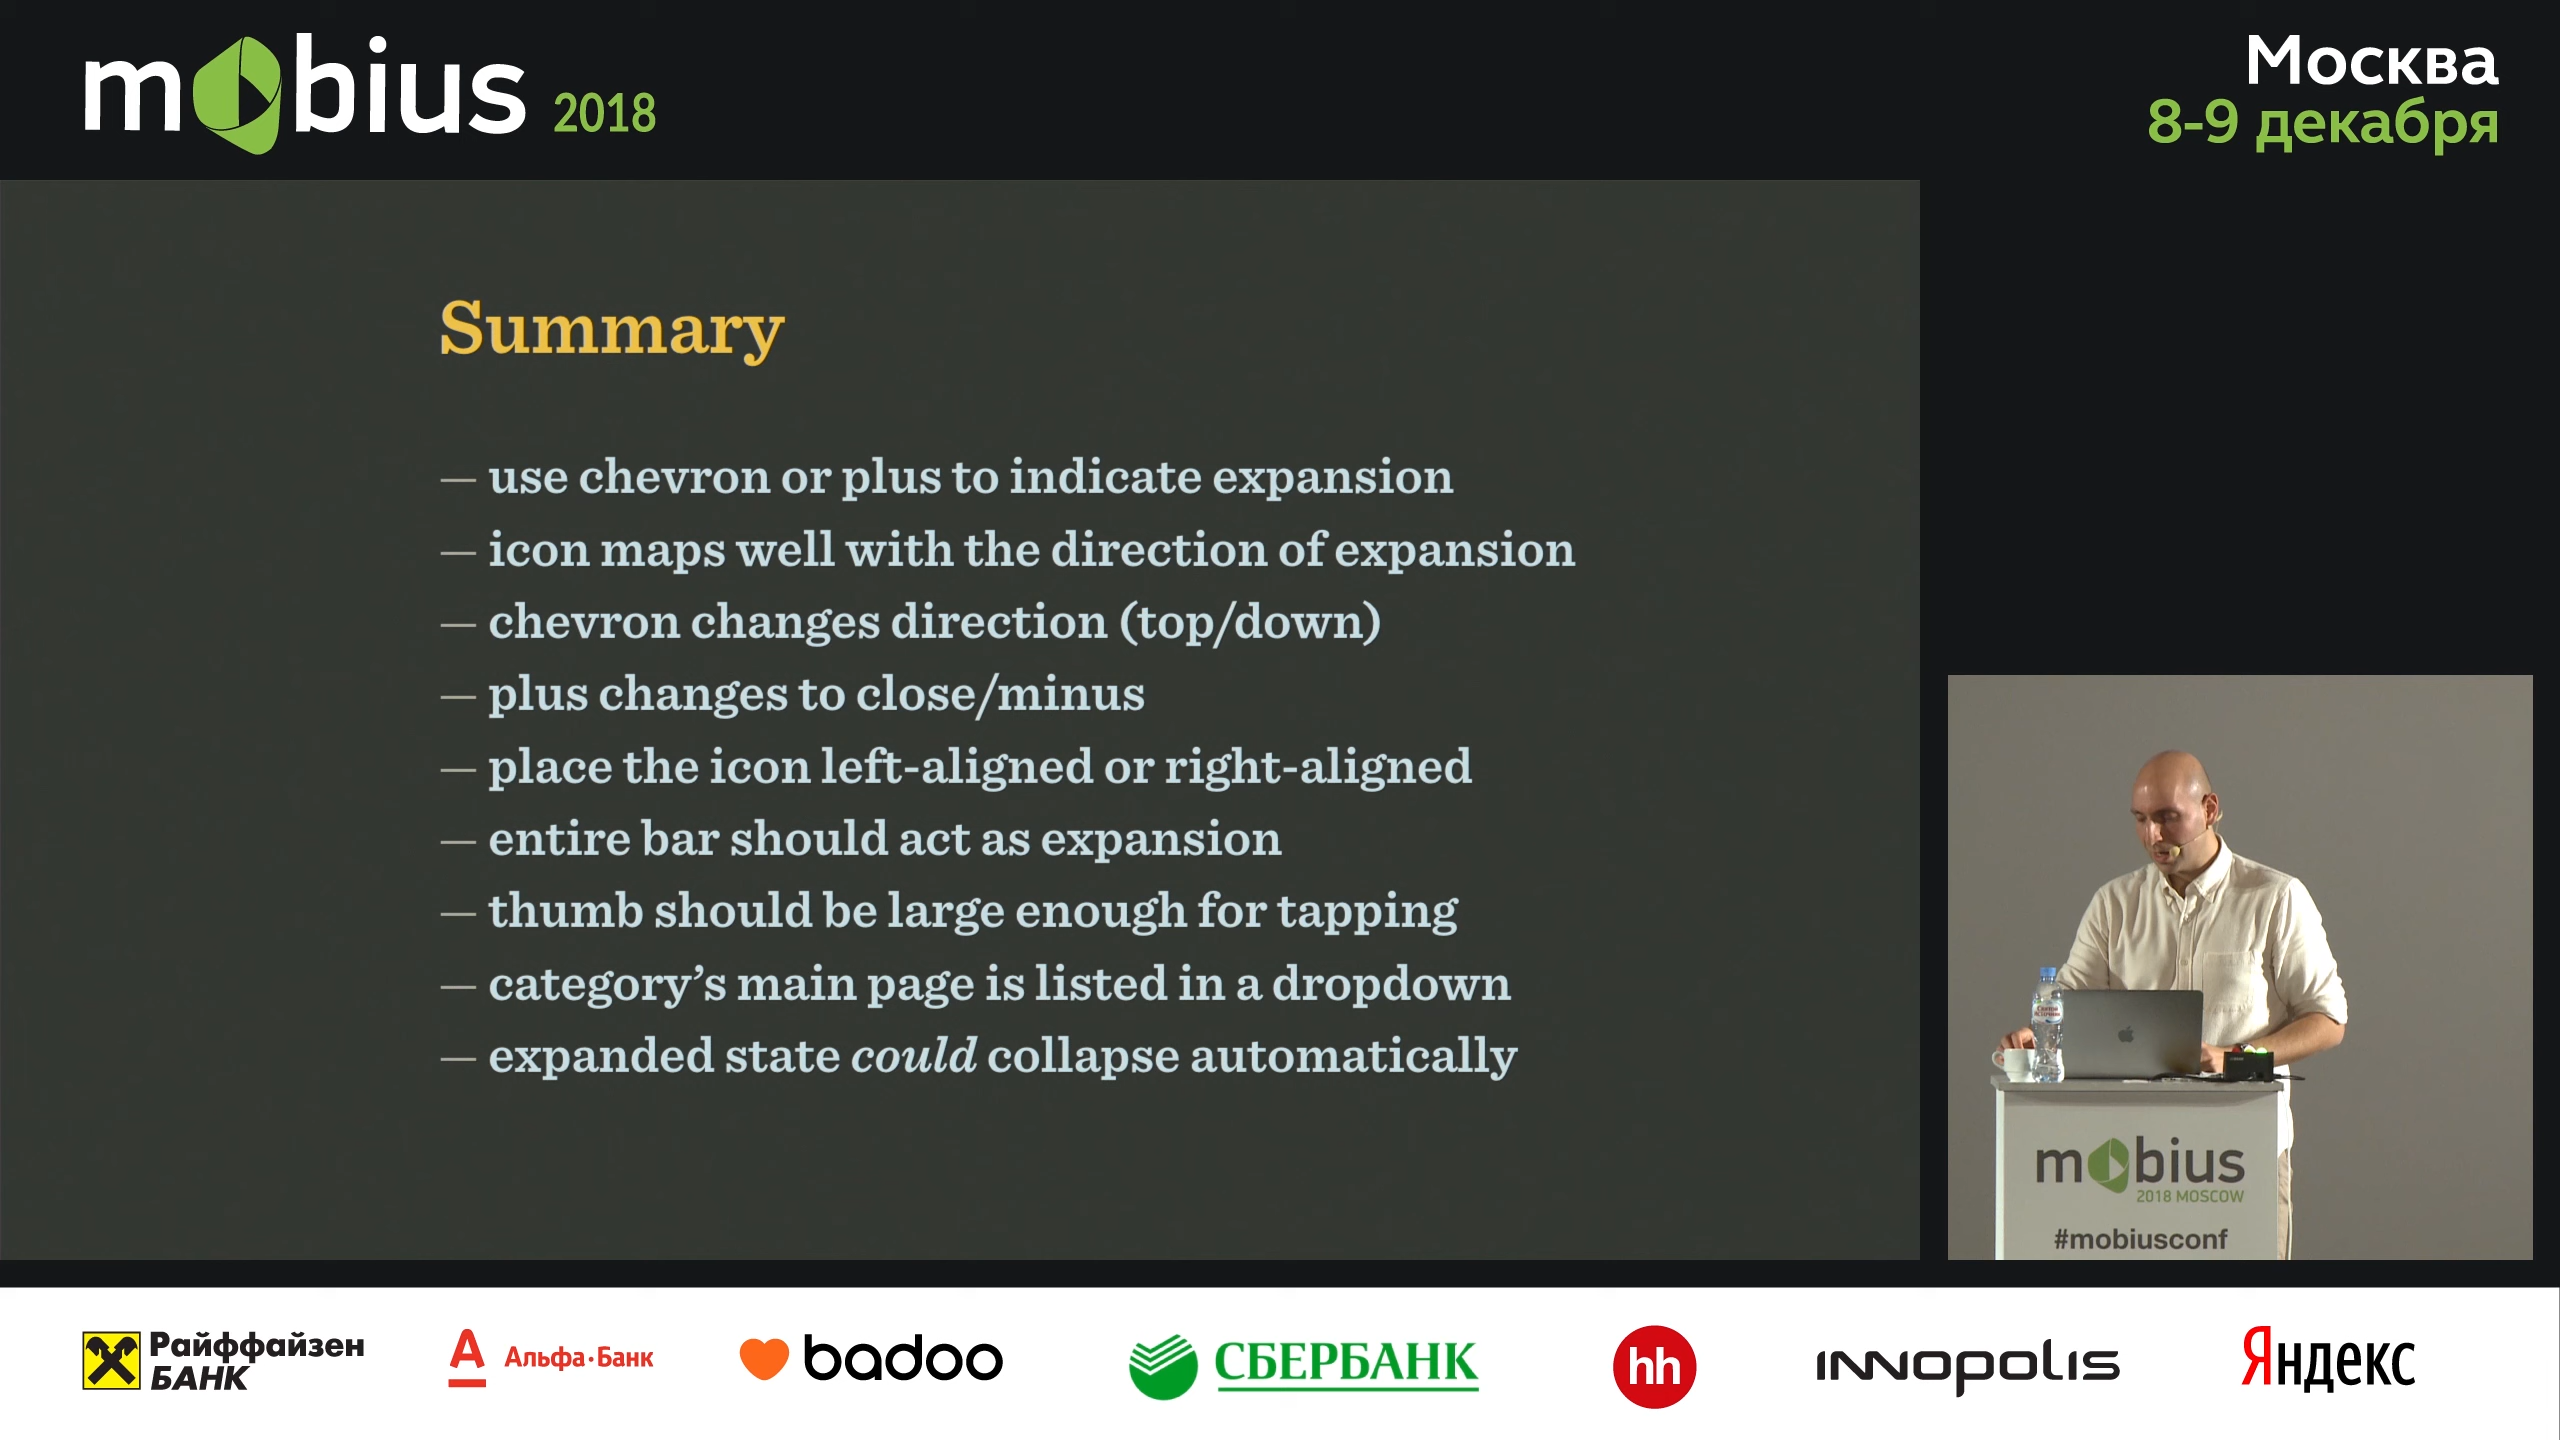 mobius 2018
Москва
8-9 декабря
Summary
— use chevron or plus to indicate expansion
— icon maps well with the direction of expansion
— chevron changes direction (top/down)
— plus changes to close/minus
— place the icon left-aligned or right-aligned
— entire bar should act as expansion
— thumb should be large enough for tapping
— category’s main page is listed in a dropdown
— expanded state could collapse automatically
mobius
2018 MOSCOW
#mobiusconf
Райффайзен
БАНК
А
Альфа·Банк
badoo
СБЕРБАНК
hh
INNOPOLIS
Яндекс